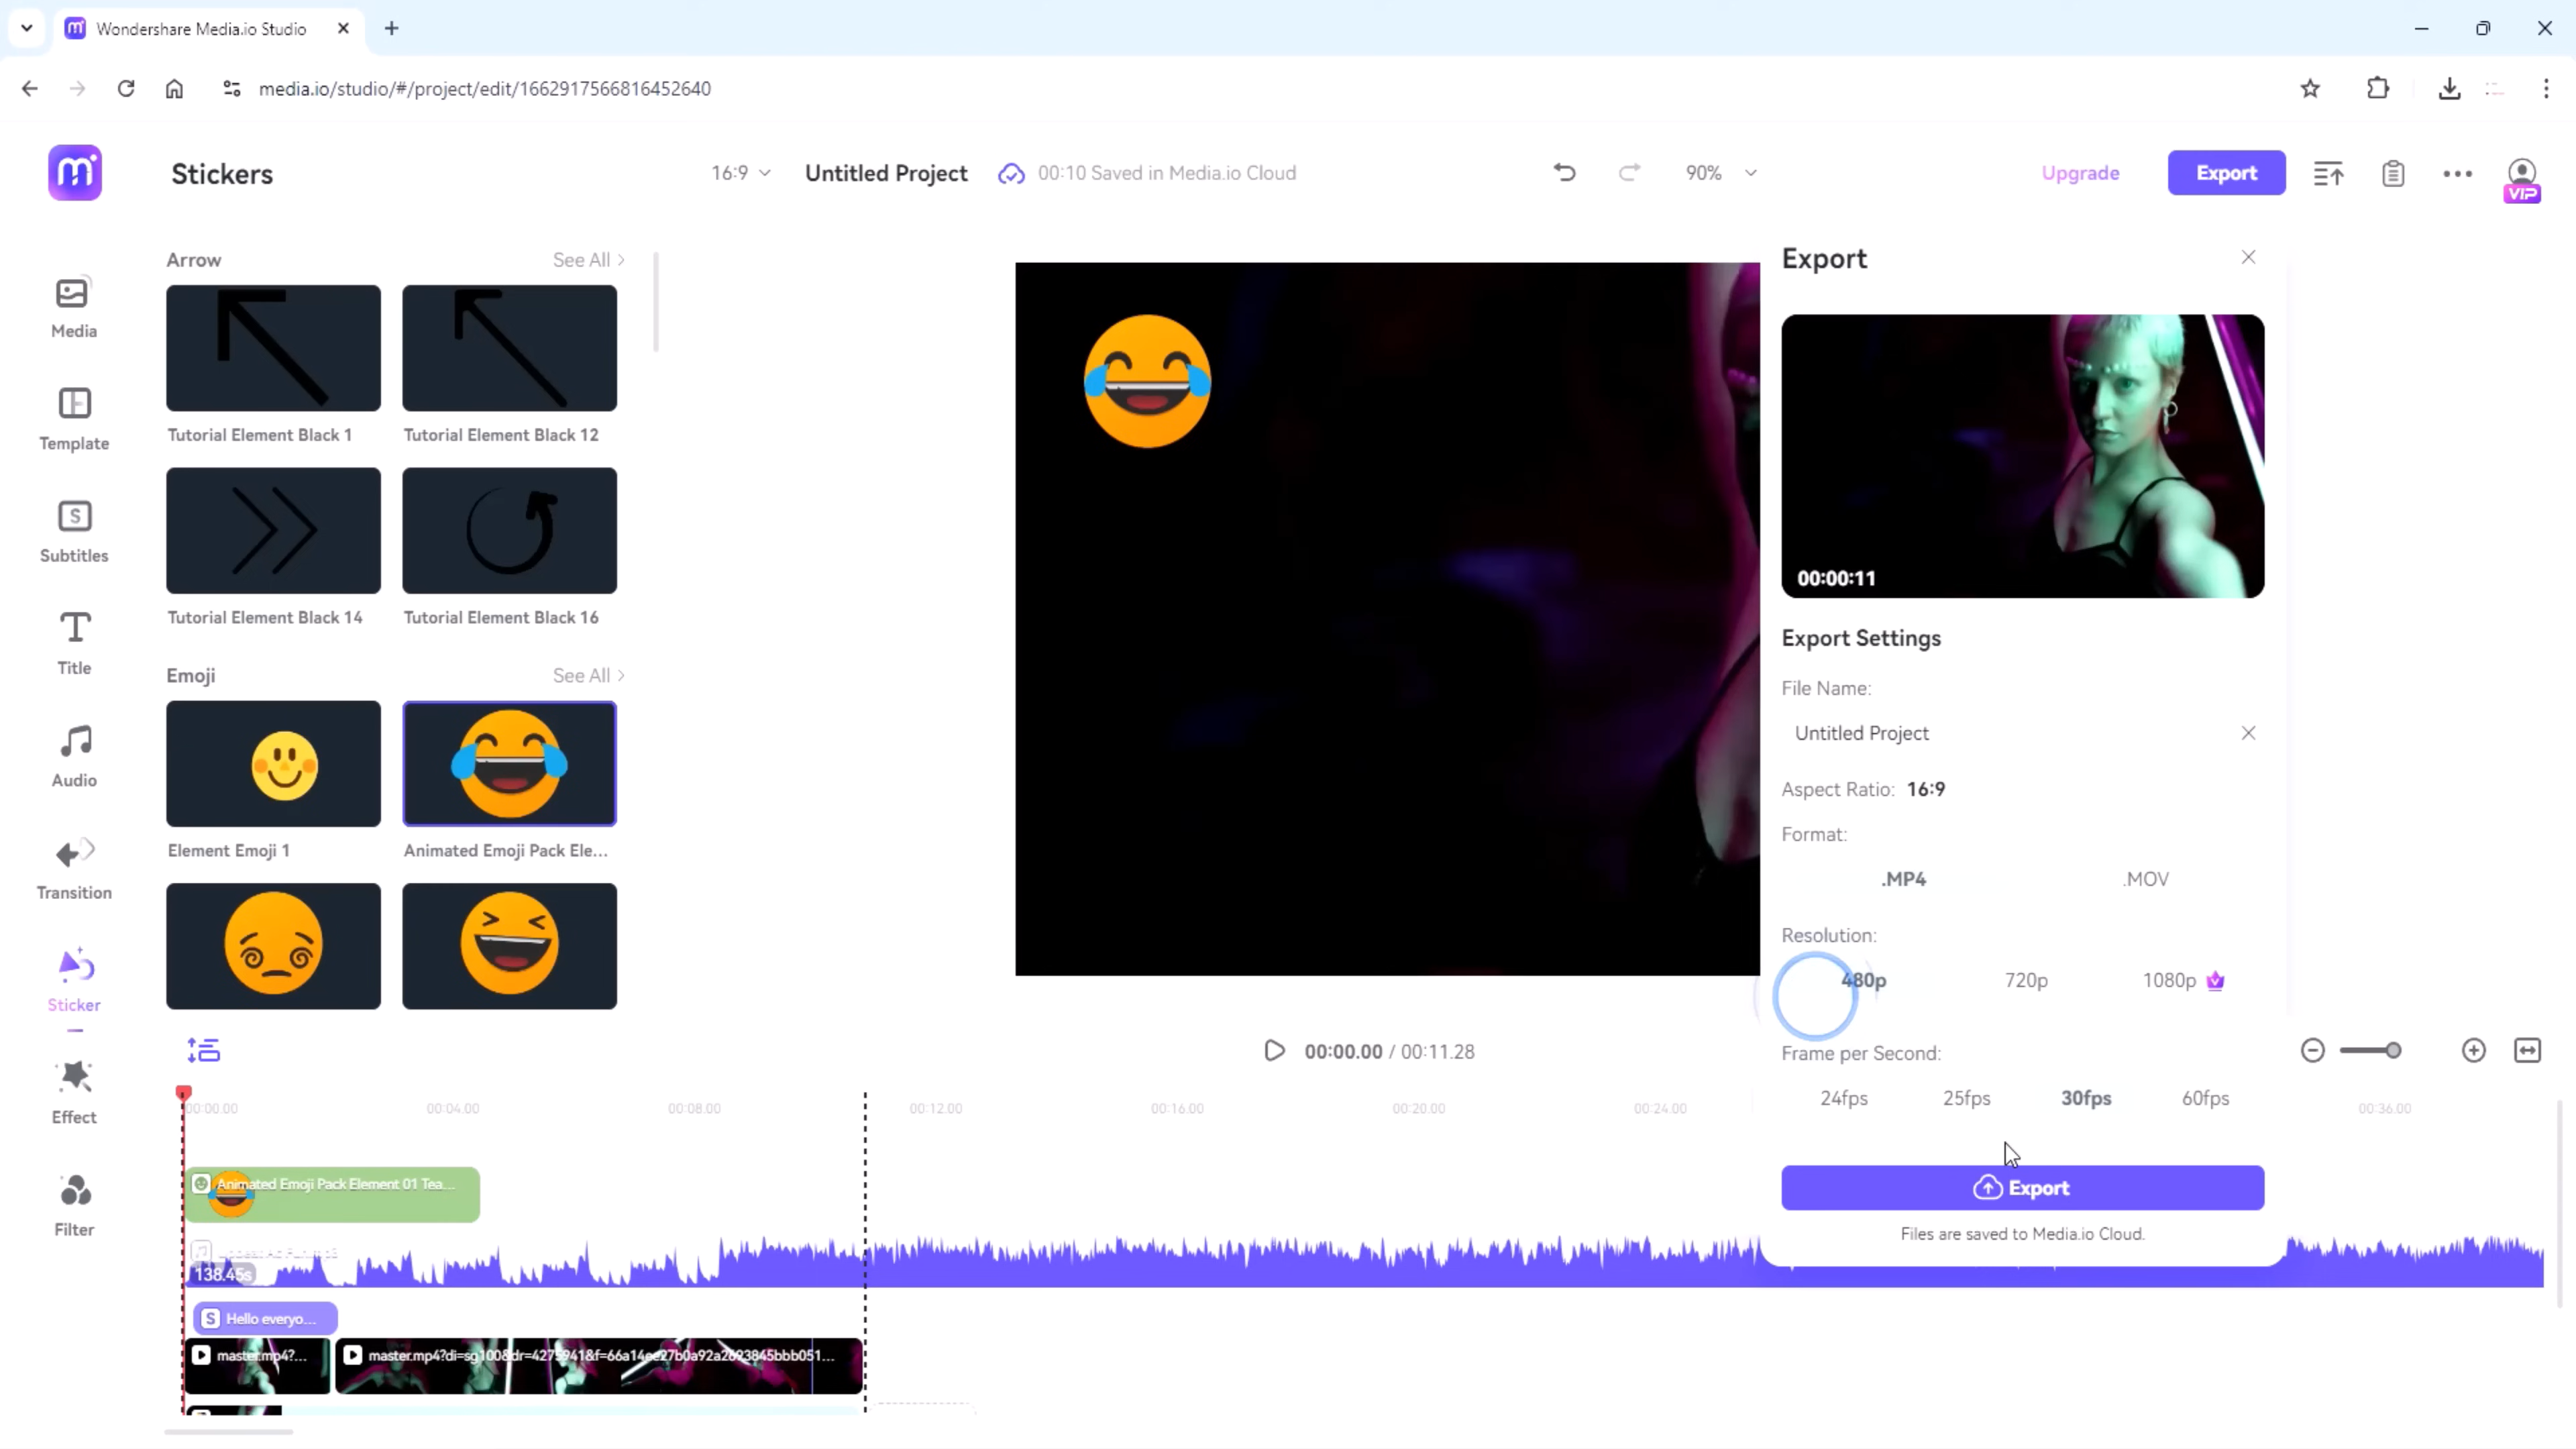 Wondershare Media.io Studio
media.io/studio/#/project/edit/1662917566816452640
Stickers
16:9
Untitled Project
00:10 Saved in Media.io Cloud
90%
Upgrade
Export
VIP
Media
Template
Subtitles
Title
Audio
Transition
Sticker
Effect
Filter
Arrow
See All
Tutorial Element Black 1
Tutorial Element Black 12
Tutorial Element Black 14
Tutorial Element Black 16
Emoji
See All
Element Emoji 1
Animated Emoji Pack Ele...
Export
00:00:11
Export Settings
File Name:
Untitled Project
Aspect Ratio: 16:9
Format:
.MP4 .MOV
Resolution:
480p 720p 1080p
Frame per Second:
24fps 25fps 30fps 60fps
Export
Files are saved to Media.io Cloud.
00:00.00 / 00:11.28
00:00.00 00:04.00 00:08.00 00:12.00 00:16.00 00:20.00 00:24.00 00:36.00
Animated Emoji Pack Element 01 Tea...
138.45s
S Hello everyo...
master.mp4?...
master.mp4?di=sg100&dr=4275941&f=66a14ee27b0a92a2693845bbb051...